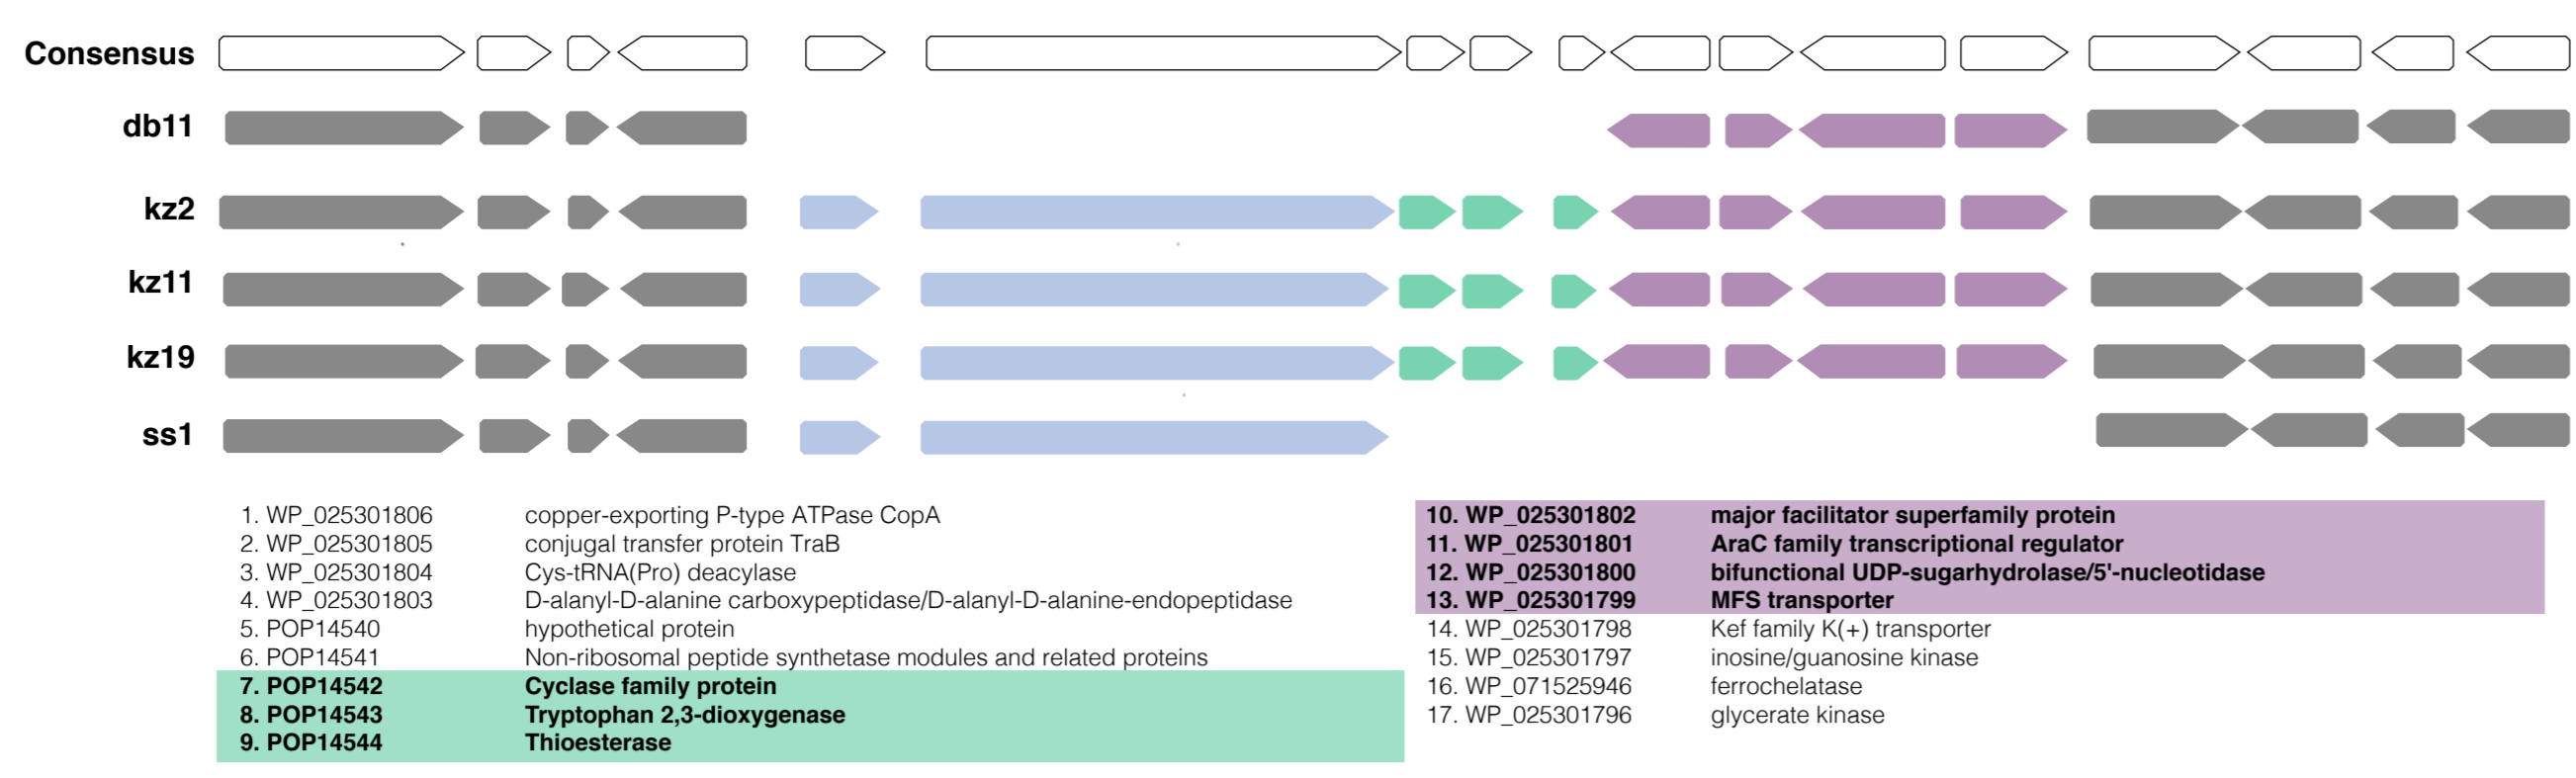 Consensus
db11
kz2
kz11
kz19
ss1
1. WP_025301806 copper-exporting P-type ATPase CopA
2. WP_025301805 conjugal transfer protein TraB
3. WP_025301804 Cys-tRNA(Pro) deacylase
4. WP_025301803 D-alanyl-D-alanine carboxypeptidase/D-alanyl-D-alanine-endopeptidase
5. POP14540 hypothetical protein
6. POP14541 Non-ribosomal peptide synthetase modules and related proteins
7. POP14542 Cyclase family protein
8. POP14543 Tryptophan 2,3-dioxygenase
9. POP14544 Thioesterase
10. WP_025301802 major facilitator superfamily protein
11. WP_025301801 AraC family transcriptional regulator
12. WP_025301800 bifunctional UDP-sugarhydrolase/5'-nucleotidase
13. WP_025301799 MFS transporter
14. WP_025301798 Kef family K(+) transporter
15. WP_025301797 inosine/guanosine kinase
16. WP_071525946 ferrochelatase
17. WP_025301796 glycerate kinase